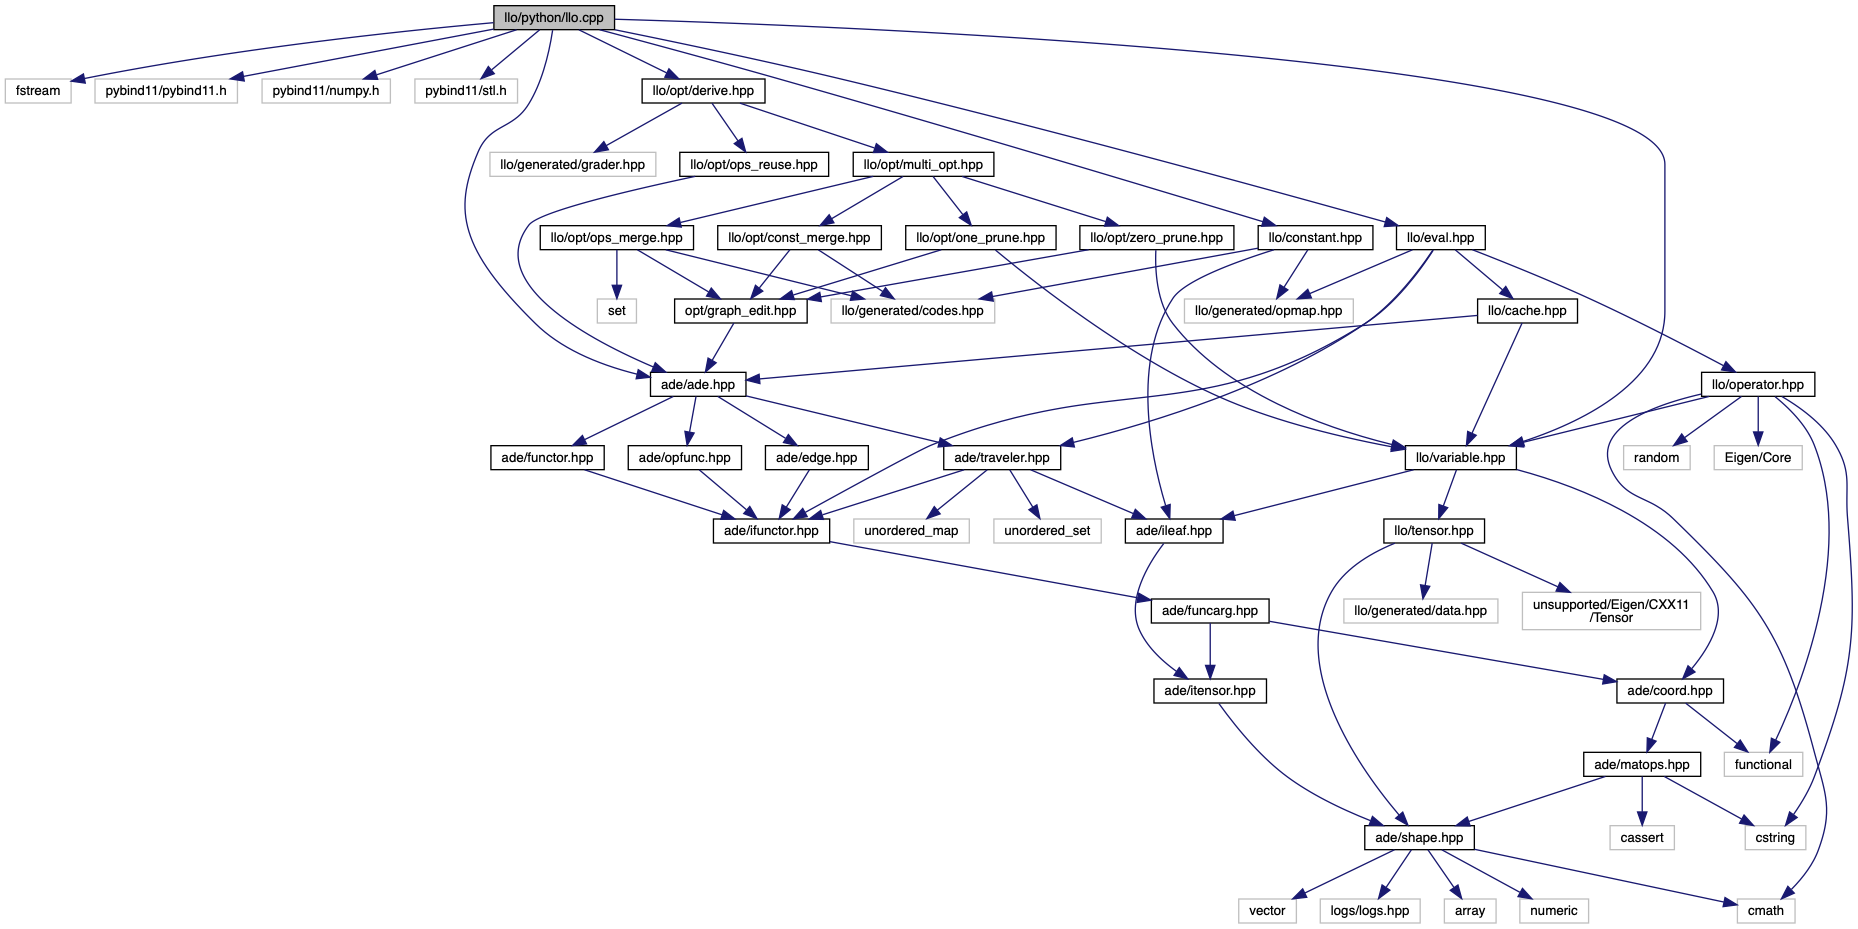 llo/python/llo.cpp
fstream
pybind11/pybind11.h
pybind11/numpy.h
pybind11/stl.h
llo/opt/derive.hpp
llo/generated/grader.hpp
llo/opt/ops_reuse.hpp
llo/opt/multi_opt.hpp
llo/opt/ops_merge.hpp
llo/opt/const_merge.hpp
llo/opt/one_prune.hpp
llo/opt/zero_prune.hpp
llo/constant.hpp
llo/eval.hpp
set
opt/graph_edit.hpp
llo/generated/codes.hpp
llo/generated/opmap.hpp
llo/cache.hpp
ade/ade.hpp
llo/operator.hpp
ade/functor.hpp
ade/opfunc.hpp
ade/edge.hpp
ade/traveler.hpp
llo/variable.hpp
random
Eigen/Core
ade/ifunctor.hpp
unordered_map
unordered_set
ade/ileaf.hpp
llo/tensor.hpp
ade/funcarg.hpp
llo/generated/data.hpp
unsupported/Eigen/CXX11
/Tensor
ade/itensor.hpp
ade/coord.hpp
ade/matops.hpp
functional
ade/shape.hpp
cassert
cstring
vector
logs/logs.hpp
array
numeric
cmath